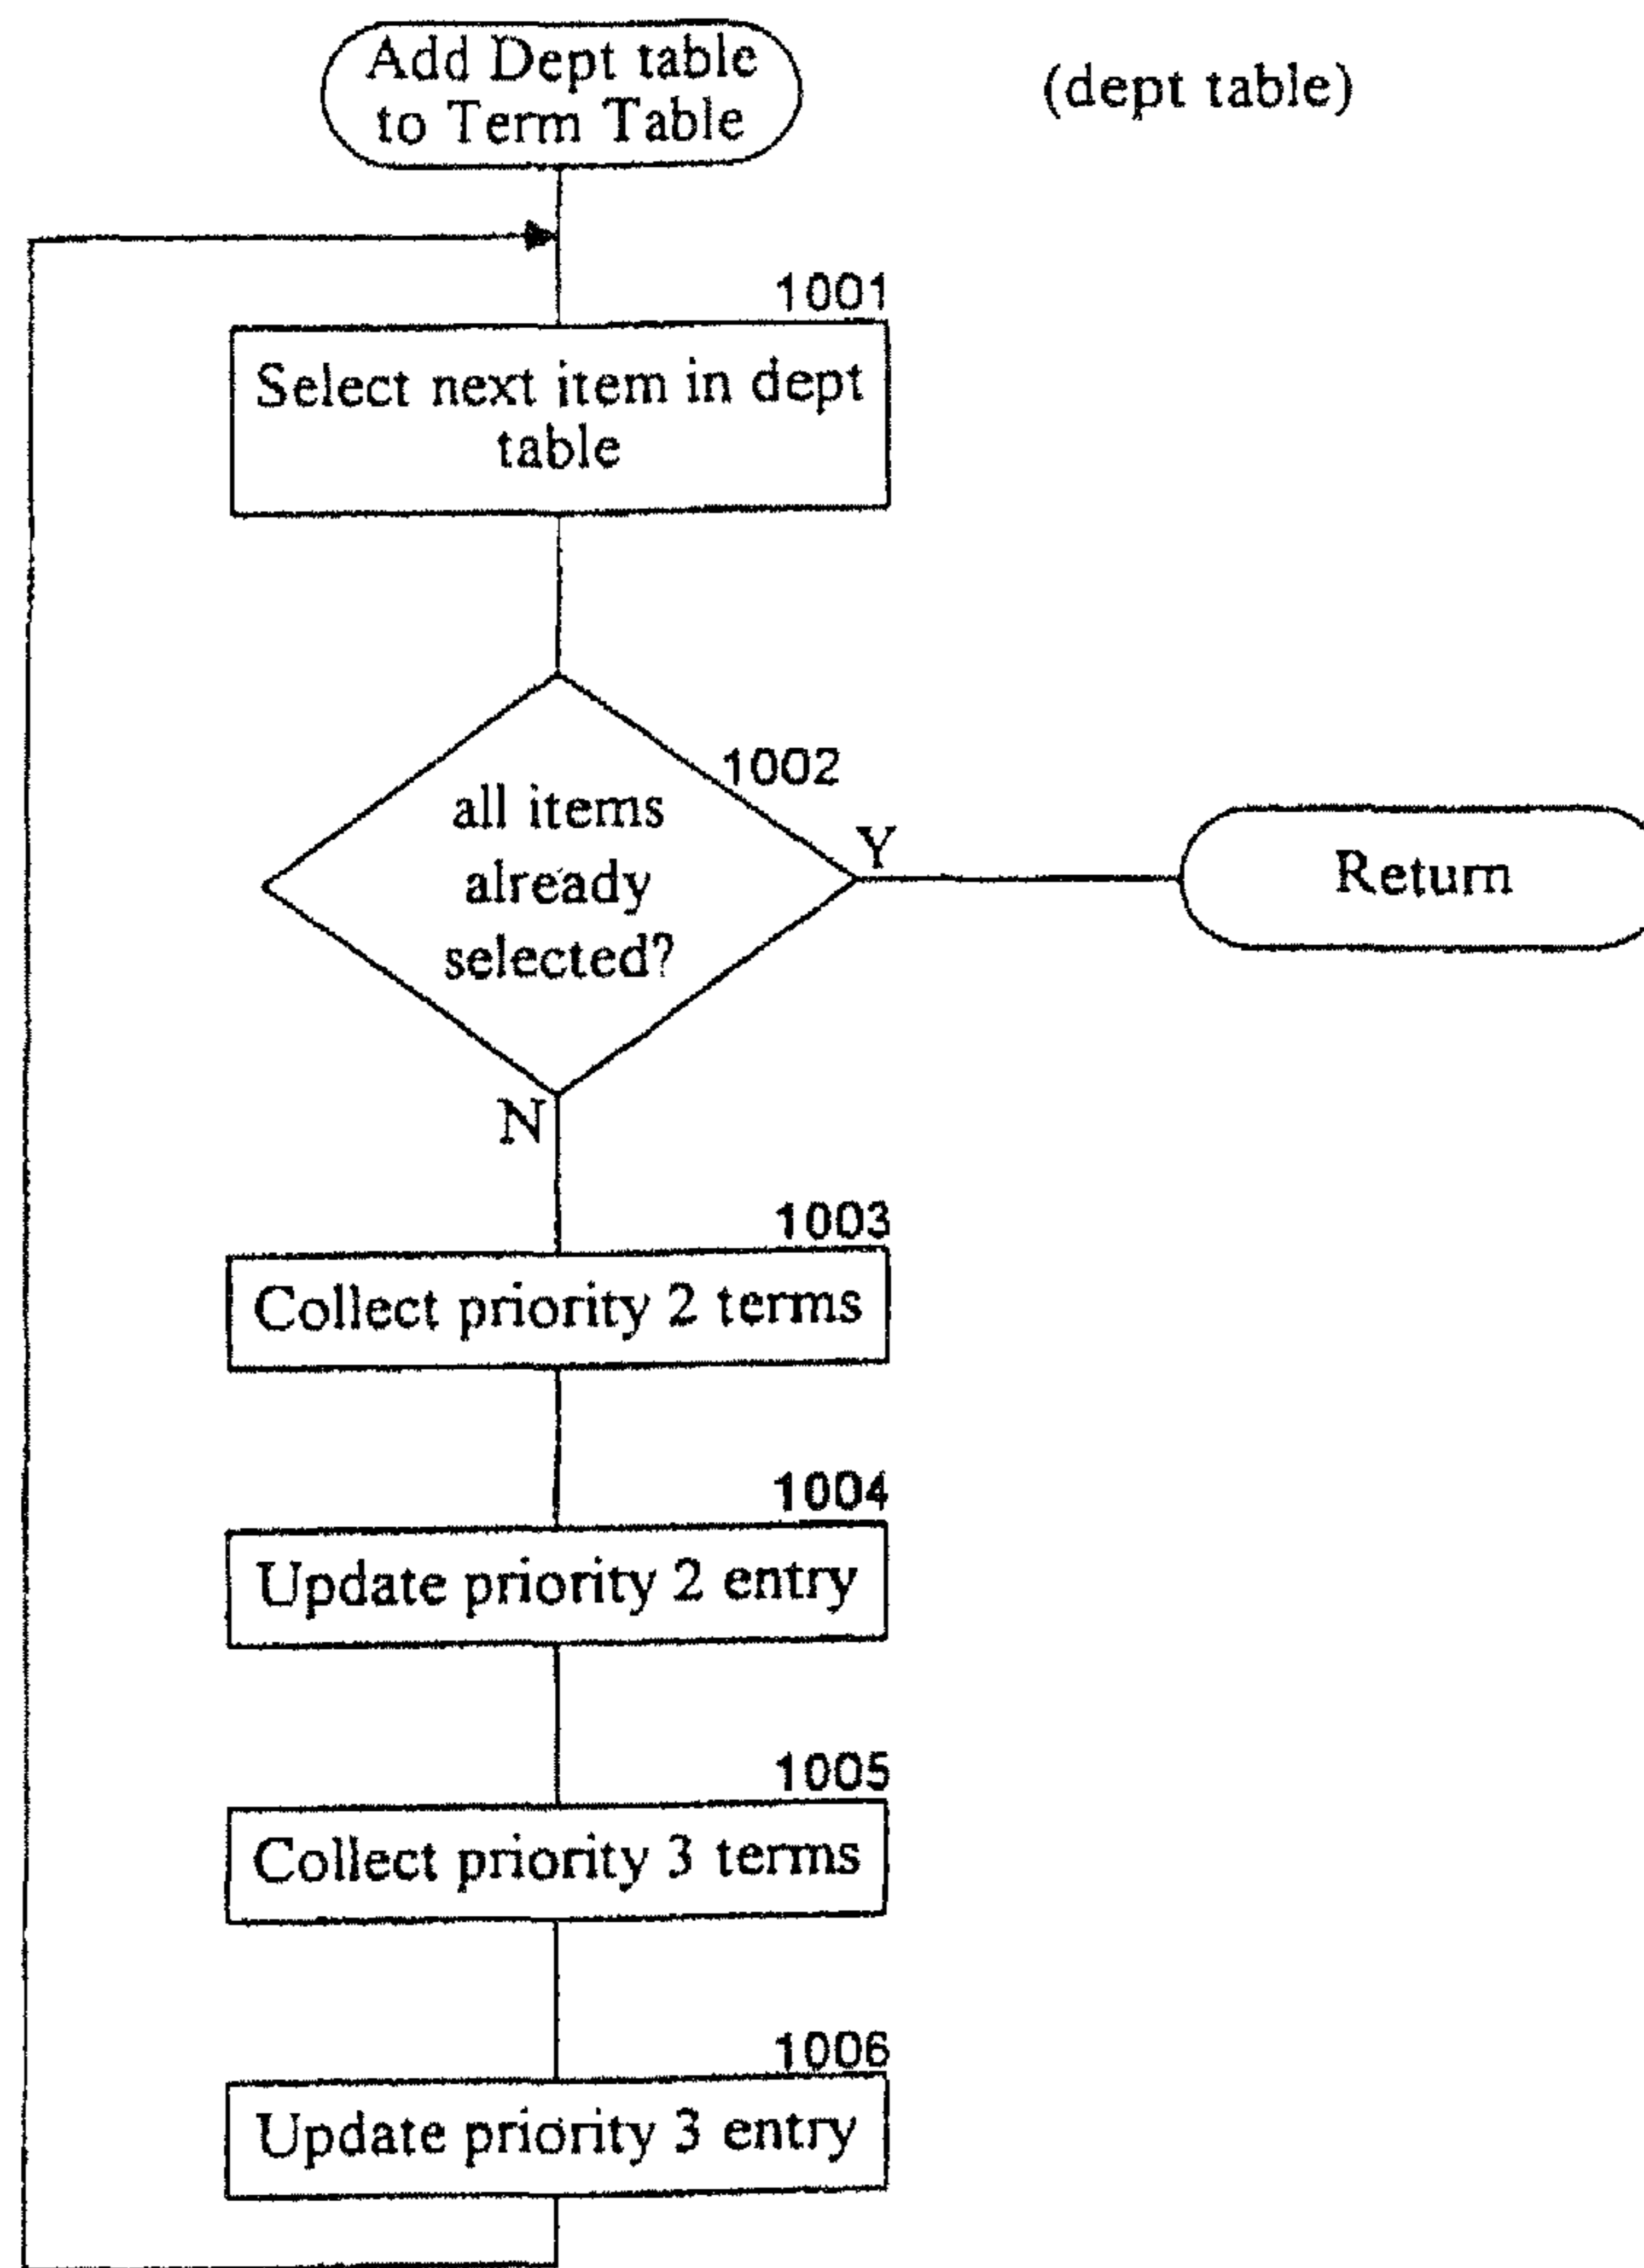 Add Dept table
to Term Table
(dept table)
1001
Select next item in dept
table
1002
all items
already
selected?
Y
Return
N
1003
Collect priority 2 terms
1004
Update priority 2 entry
1005
Collect priority 3 terms
1006
Update priority 3 entry